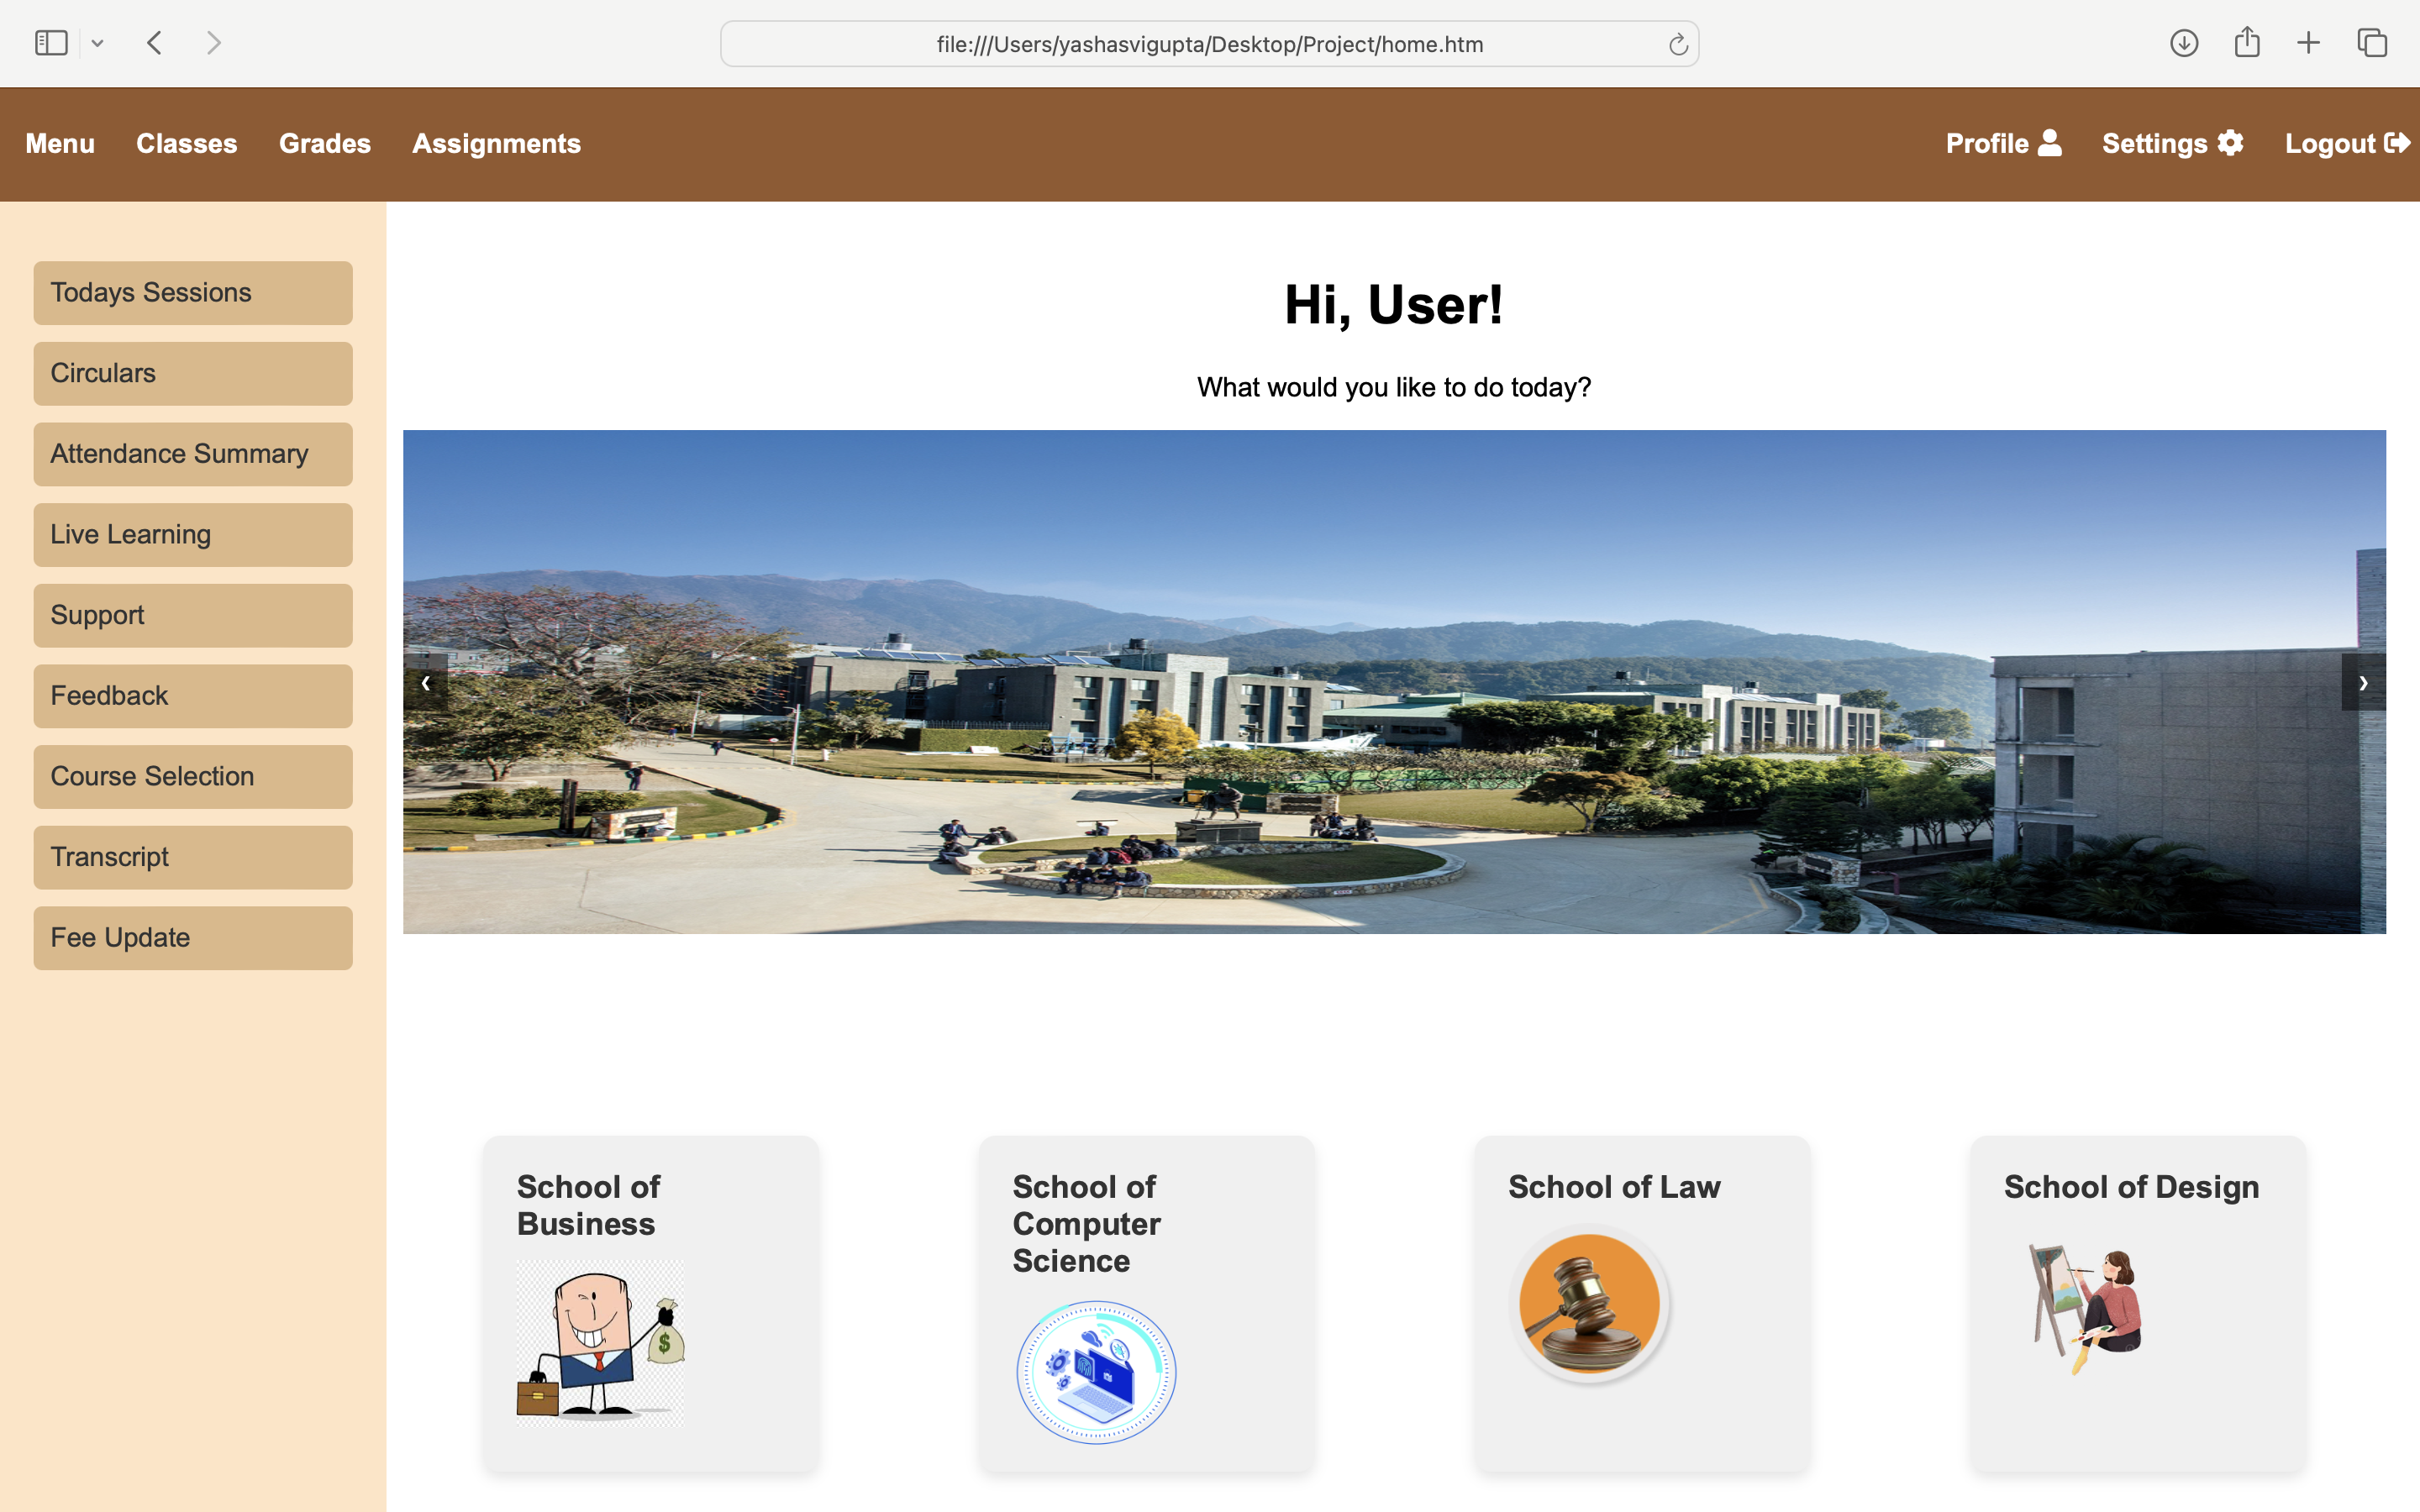 file:///Users/yashasvigupta/Desktop/Project/home.htm
Menu Classes Grades Assignments Profile Settings Logout
Todays Sessions
Circulars
Attendance Summary
Live Learning
Support
Feedback
Course Selection
Transcript
Fee Update
Hi, User!
What would you like to do today?
❮ ❯
School of
Business
$
School of
Computer
Science
School of Law
School of Design